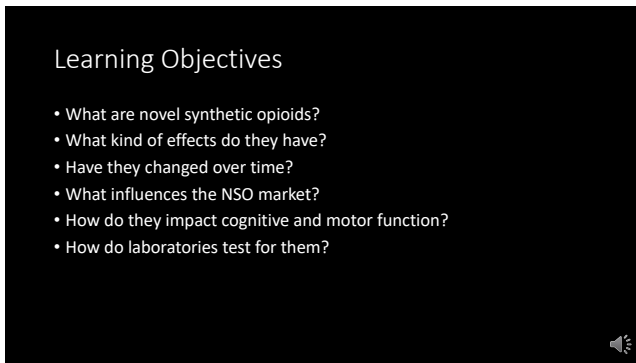 Learning Objectives
• What are novel synthetic opioids?
• What kind of effects do they have?
• Have they changed over time?
• What influences the NSO market?
• How do they impact cognitive and motor function?
• How do laboratories test for them?